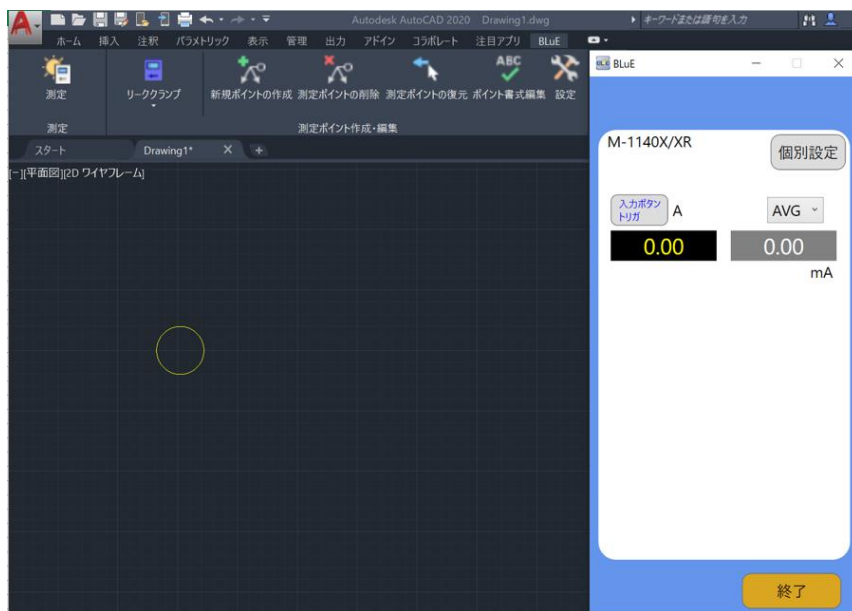 A
Autodesk AutoCAD 2020 Drawing1.dwg
キーワードまたは語句を入力
ホーム 挿入 注釈 パラメトリック 表示 管理 出力 アドイン コラボレート 注目アプリ BLuE
測定 リーククランプ 新規ポイントの作成 測定ポイントの削除 測定ポイントの復元 ABC ポイント書式編集 設定
測定 測定ポイント作成・編集
スタート Drawing1* X +
[-][平面図][2D ワイヤフレーム]
BLuE BLuE
M-1140X/XR
個別設定
入力ボタン
トリガ
A AVG
0.00 0.00
mA
終了